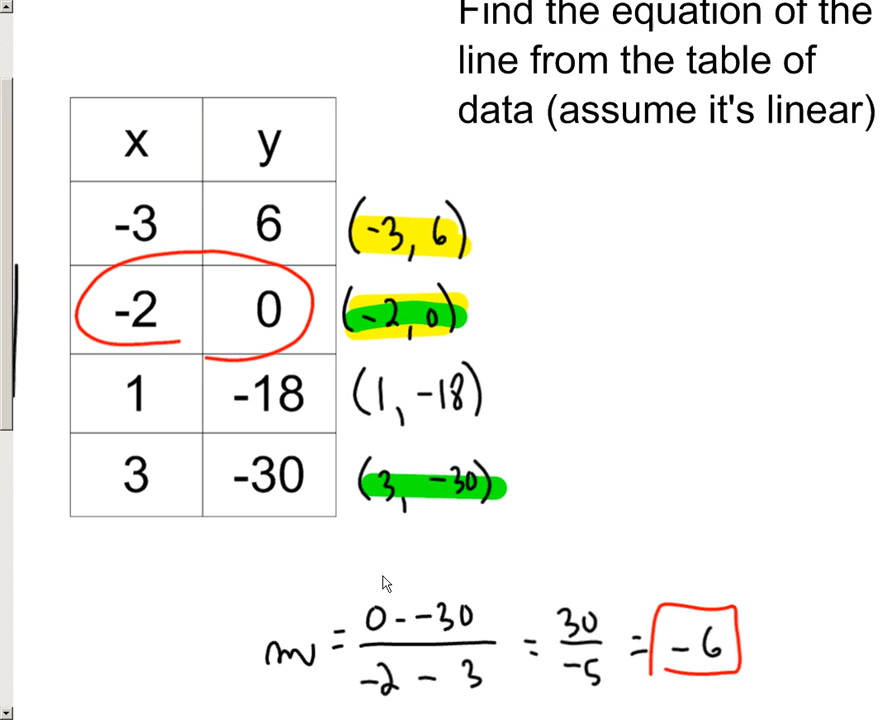 Find the equation of the
line from the table of
data (assume it's linear)
x y
-3 6 (-3, 6)
-2 0 (-2, 0)
1 -18 (1, -18)
3 -30 (3, -30)
m = 0 - -30 / -2 - 3 = 30 / -5 = -6